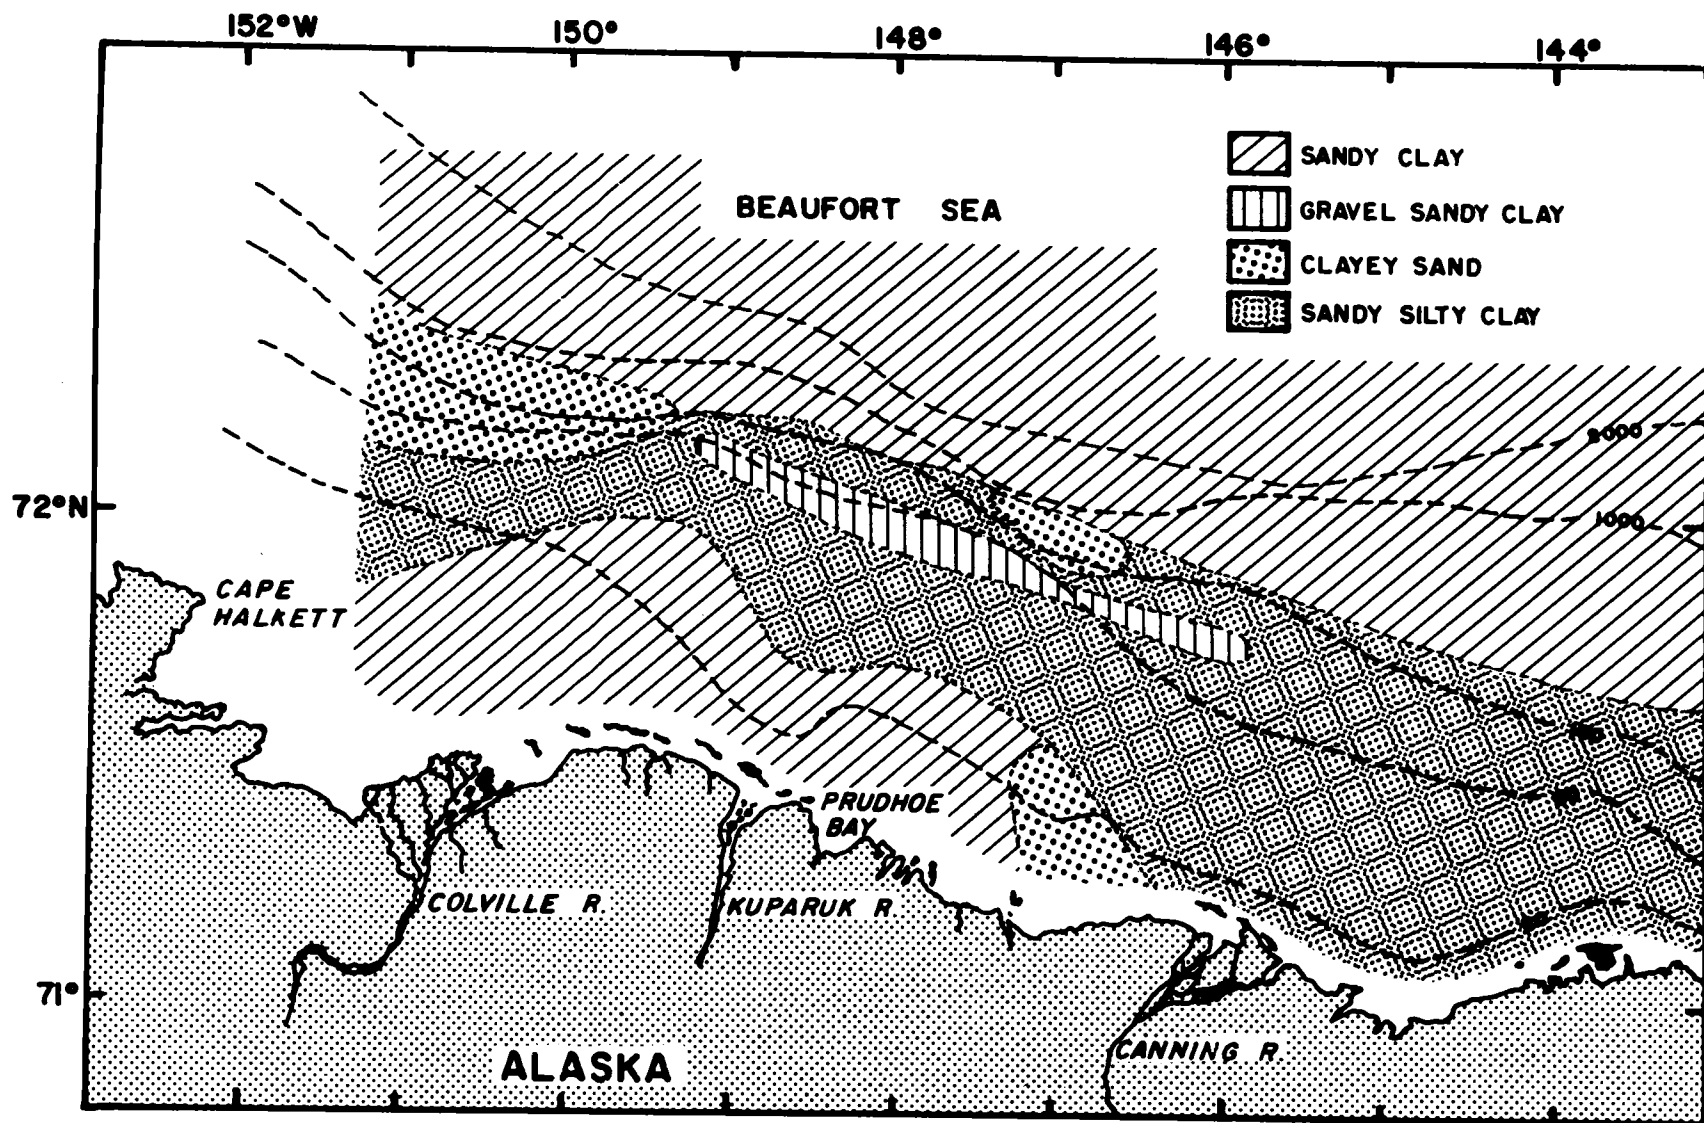 152°W 150° 148° 146° 144°
SANDY CLAY
BEAUFORT SEA
GRAVEL SANDY CLAY
CLAYEY SAND
SANDY SILTY CLAY
2000
72°N
1000
CAPE
HALKETT
PRUDHOE
BAY
COLVILLE R.
KUPARUK R.
71°
CANNING R.
ALASKA